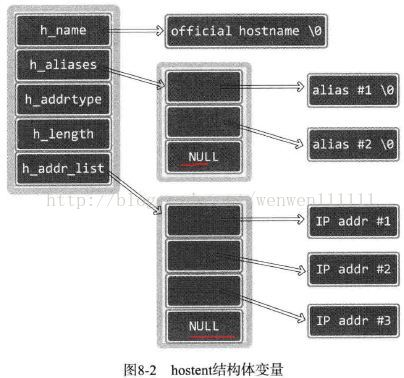 h_name
official hostname \0
h_aliases
alias #1 \0
h_addrtype
alias #2 \0
h_length
NULL
h_addr_list
IP addr #1
IP addr #2
IP addr #3
NULL
图8-2 hostent结构体变量